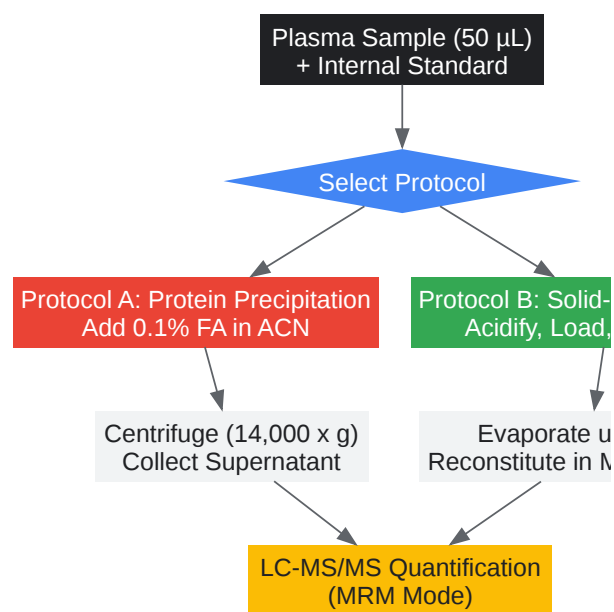 Plasma Sample (50 µL)
+ Internal Standard
Select Protocol
Protocol A: Protein Precipitation
Add 0.1% FA in ACN
Protocol B: Solid-
Acidify, Load,
Centrifuge (14,000 x g)
Collect Supernatant
Evaporate
Reconstitute in
LC-MS/MS Quantification
(MRM Mode)